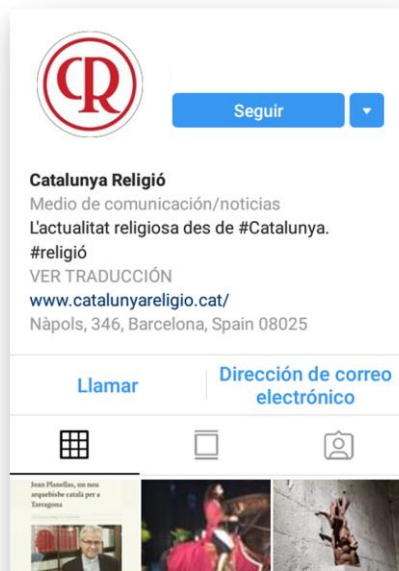 CR
Seguir
Catalunya Religió
Medio de comunicación/noticias
L'actualitat religiosa des de #Catalunya.
#religió
VER TRADUCCIÓN
www.catalunyareligio.cat/
Nàpols, 346, Barcelona, Spain 08025
Llamar
Dirección de correo
electrónico
Joan Planellas, un nou
arquebisbe català per a
Tarragona